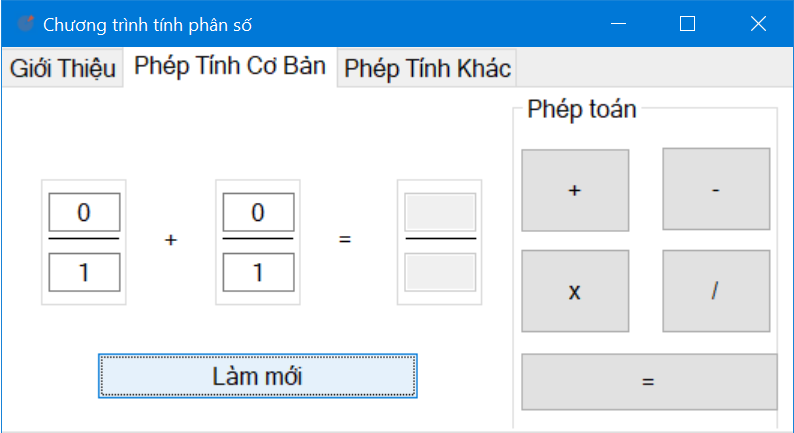 Chương trình tính phân số
Giới Thiệu Phép Tính Cơ Bản Phép Tính Khác
Phép toán
0 + 0 =
1 1
+ -
x /
=
Làm mới